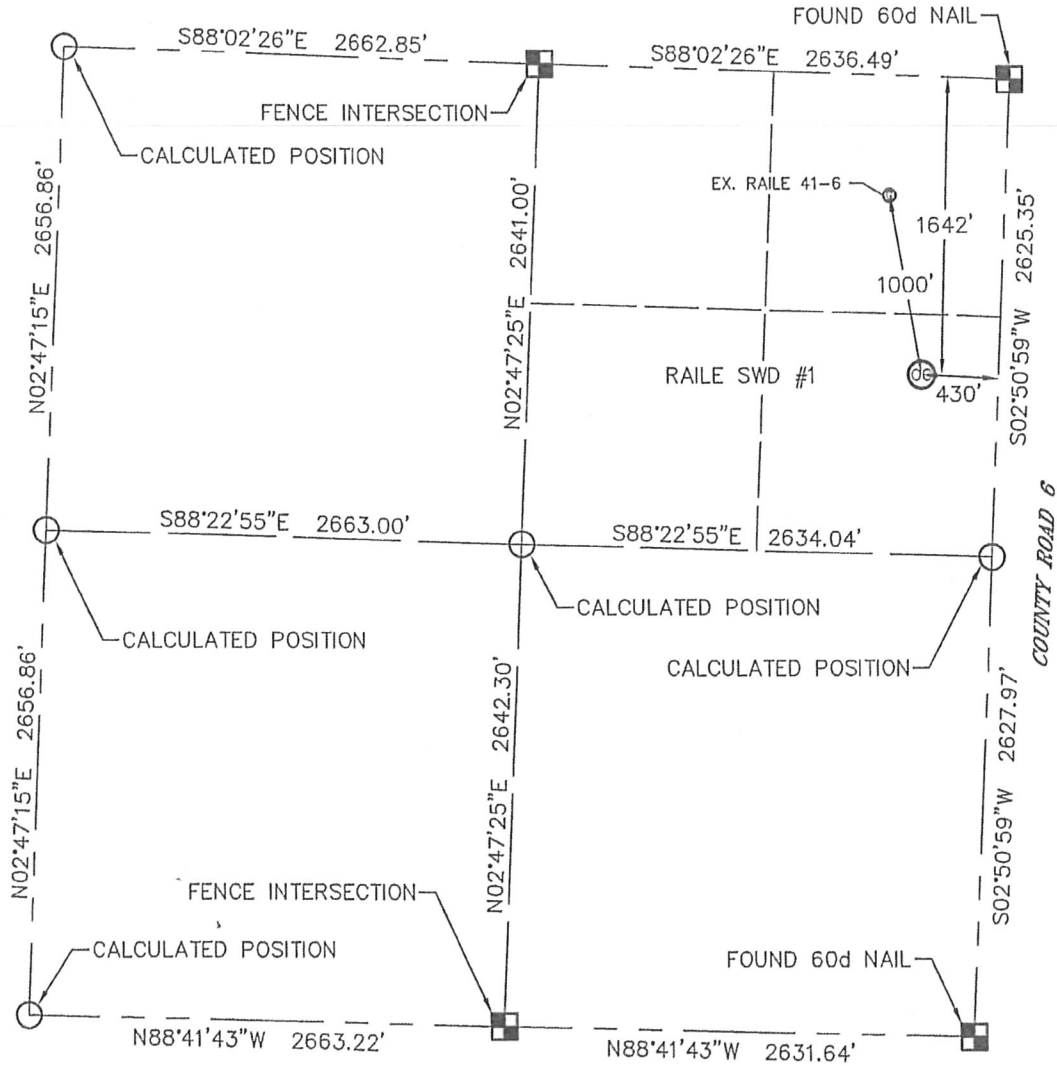 FOUND 60d NAIL
S88°02'26"E 2662.85'
S88°02'26"E 2636.49'
FENCE INTERSECTION
CALCULATED POSITION
EX. RAILE 41-6
1642'
1000'
N02°47'15"E 2656.86'
N02°47'25"E 2641.00'
S02°50'59"W 2625.35'
RAILE SWD #1
430'
S88°22'55"E 2663.00'
S88°22'55"E 2634.04'
CALCULATED POSITION
CALCULATED POSITION
CALCULATED POSITION
COUNTY ROAD 6
N02°47'15"E 2656.86'
N02°47'25"E 2642.30'
S02°50'59"W 2627.97'
FENCE INTERSECTION
CALCULATED POSITION
FOUND 60d NAIL
N88°41'43"W 2663.22'
N88°41'43"W 2631.64'